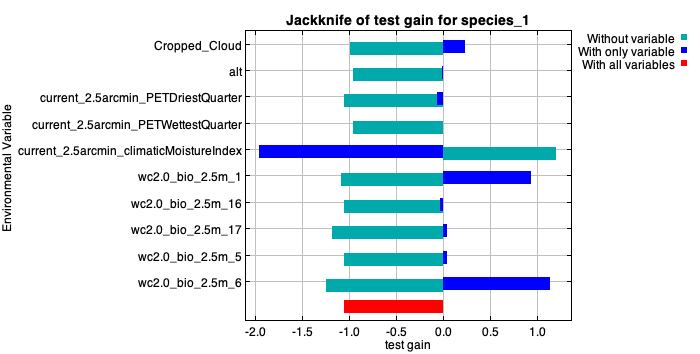 Jackknife of test gain for species_1
Environmental Variable
Cropped_Cloud
alt
current_2.5arcmin_PETDriestQuarter
current_2.5arcmin_PETWettestQuarter
current_2.5arcmin_climaticMoistureIndex
wc2.0_bio_2.5m_1
wc2.0_bio_2.5m_16
wc2.0_bio_2.5m_17
wc2.0_bio_2.5m_5
wc2.0_bio_2.5m_6
-2.0 -1.5 -1.0 -0.5 0.0 0.5 1.0
test gain
Without variable
With only variable
With all variables